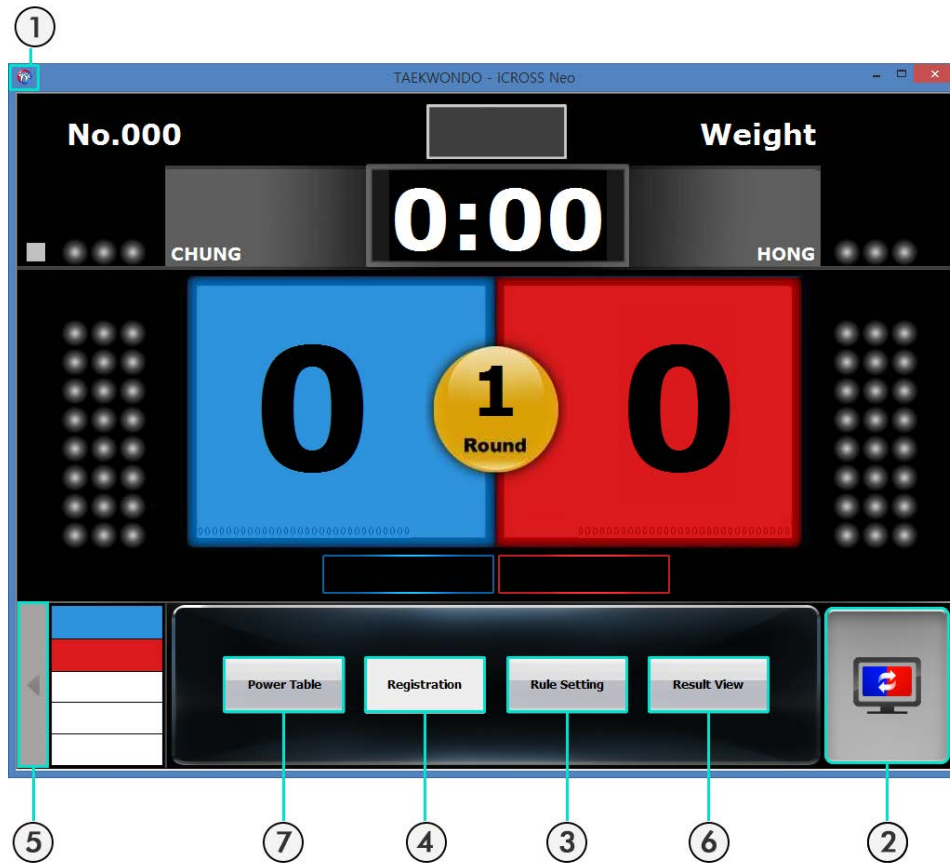 1
TAEKWONDO - ICROSS Neo
No.000
Weight
0:00
CHUNG
HONG
0
1
Round
0
Power Table
Registration
Rule Setting
Result View
5
7
4
3
6
2